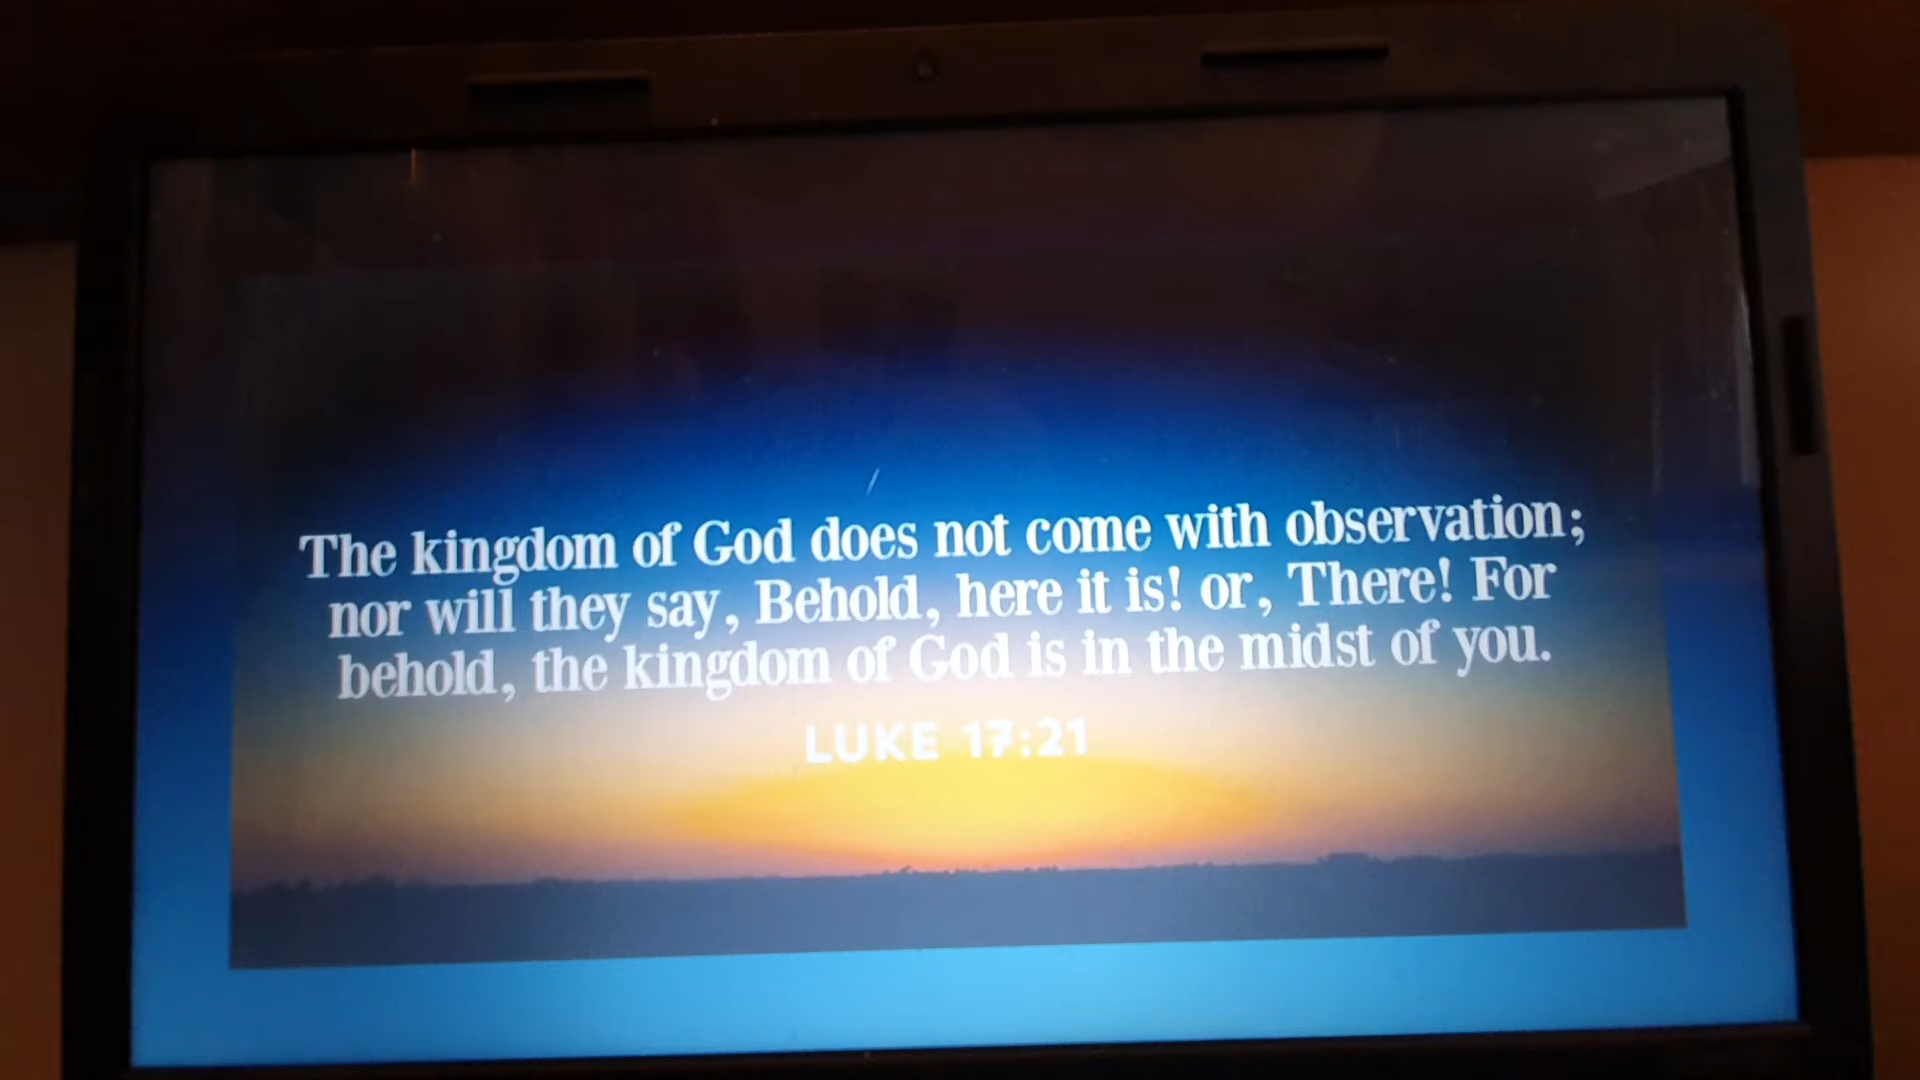 The kingdom of God does not come with observation;
nor will they say, Behold, here it is! or, There! For
behold, the kingdom of God is in the midst of you.
LUKE 17:21